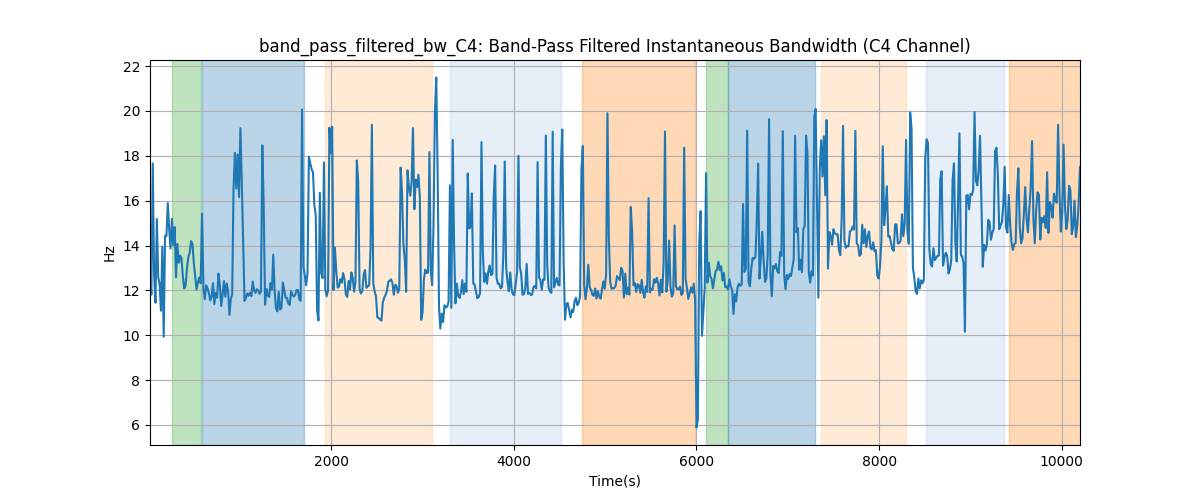 band_pass_filtered_bw_C4: Band-Pass Filtered Instantaneous Bandwidth (C4 Channel)
22
20
18
16
14
12
10
8
6
Hz
2000 4000 6000 8000 10000
Time(s)